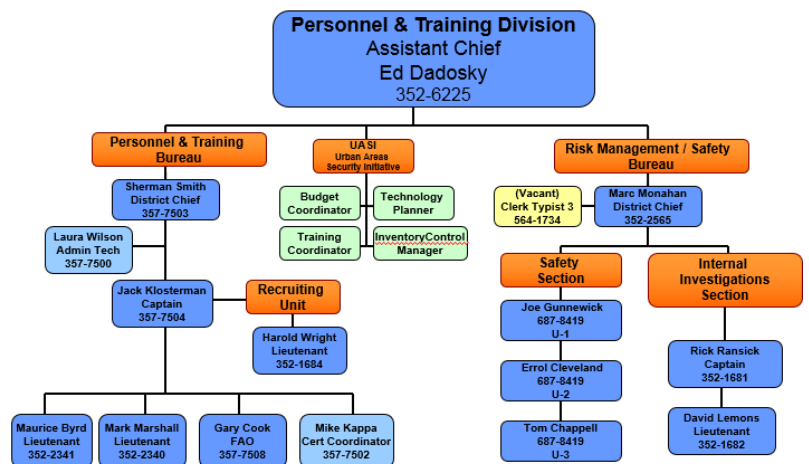 Personnel & Training Division
Assistant Chief
Ed Dadosky
352-6225
Personnel & Training
Bureau
UASI
Urban Areas
Security Initiative
Risk Management / Safety
Bureau
Sherman Smith
District Chief
357-7503
Budget
Coordinator
Technology
Planner
(Vacant)
Clerk Typist 3
564-1734
Marc Monahan
District Chief
352-2565
Laura Wilson
Admin Tech
357-7500
Training
Coordinator
InventoryControl
Manager
Safety
Section
Internal
Investigations
Section
Jack Klosterman
Captain
357-7504
Recruiting
Unit
Joe Gunnewick
687-8419
U-1
Harold Wright
Lieutenant
352-1684
Rick Ransick
Captain
352-1681
Errol Cleveland
687-8419
U-2
Maurice Byrd
Lieutenant
352-2341
Mark Marshall
Lieutenant
352-2340
Gary Cook
FAO
357-7508
Mike Kappa
Cert Coordinator
357-7502
Tom Chappell
687-8419
U-3
David Lemons
Lieutenant
352-1682